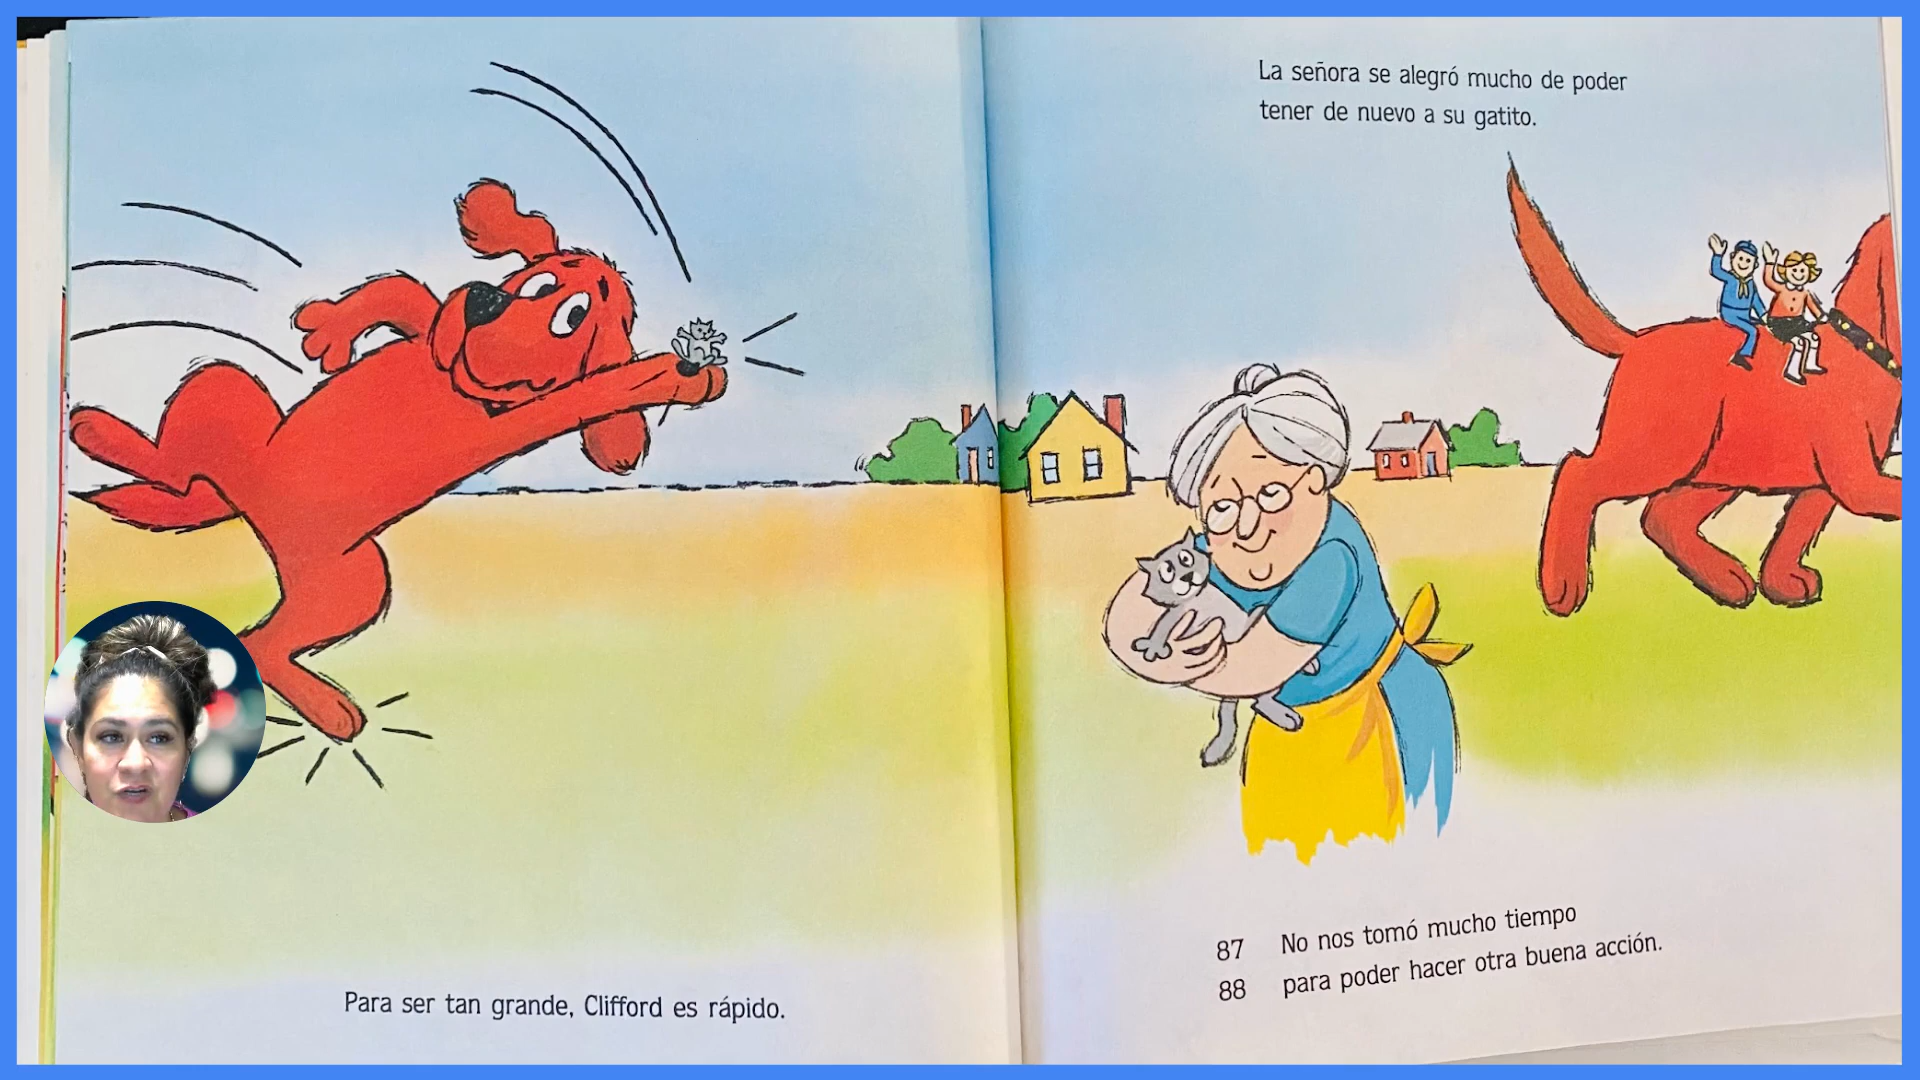 Para ser tan grande, Clifford es rápido.
La señora se alegró mucho de poder
tener de nuevo a su gatito.
87 No nos tomó mucho tiempo
88 para poder hacer otra buena acción.